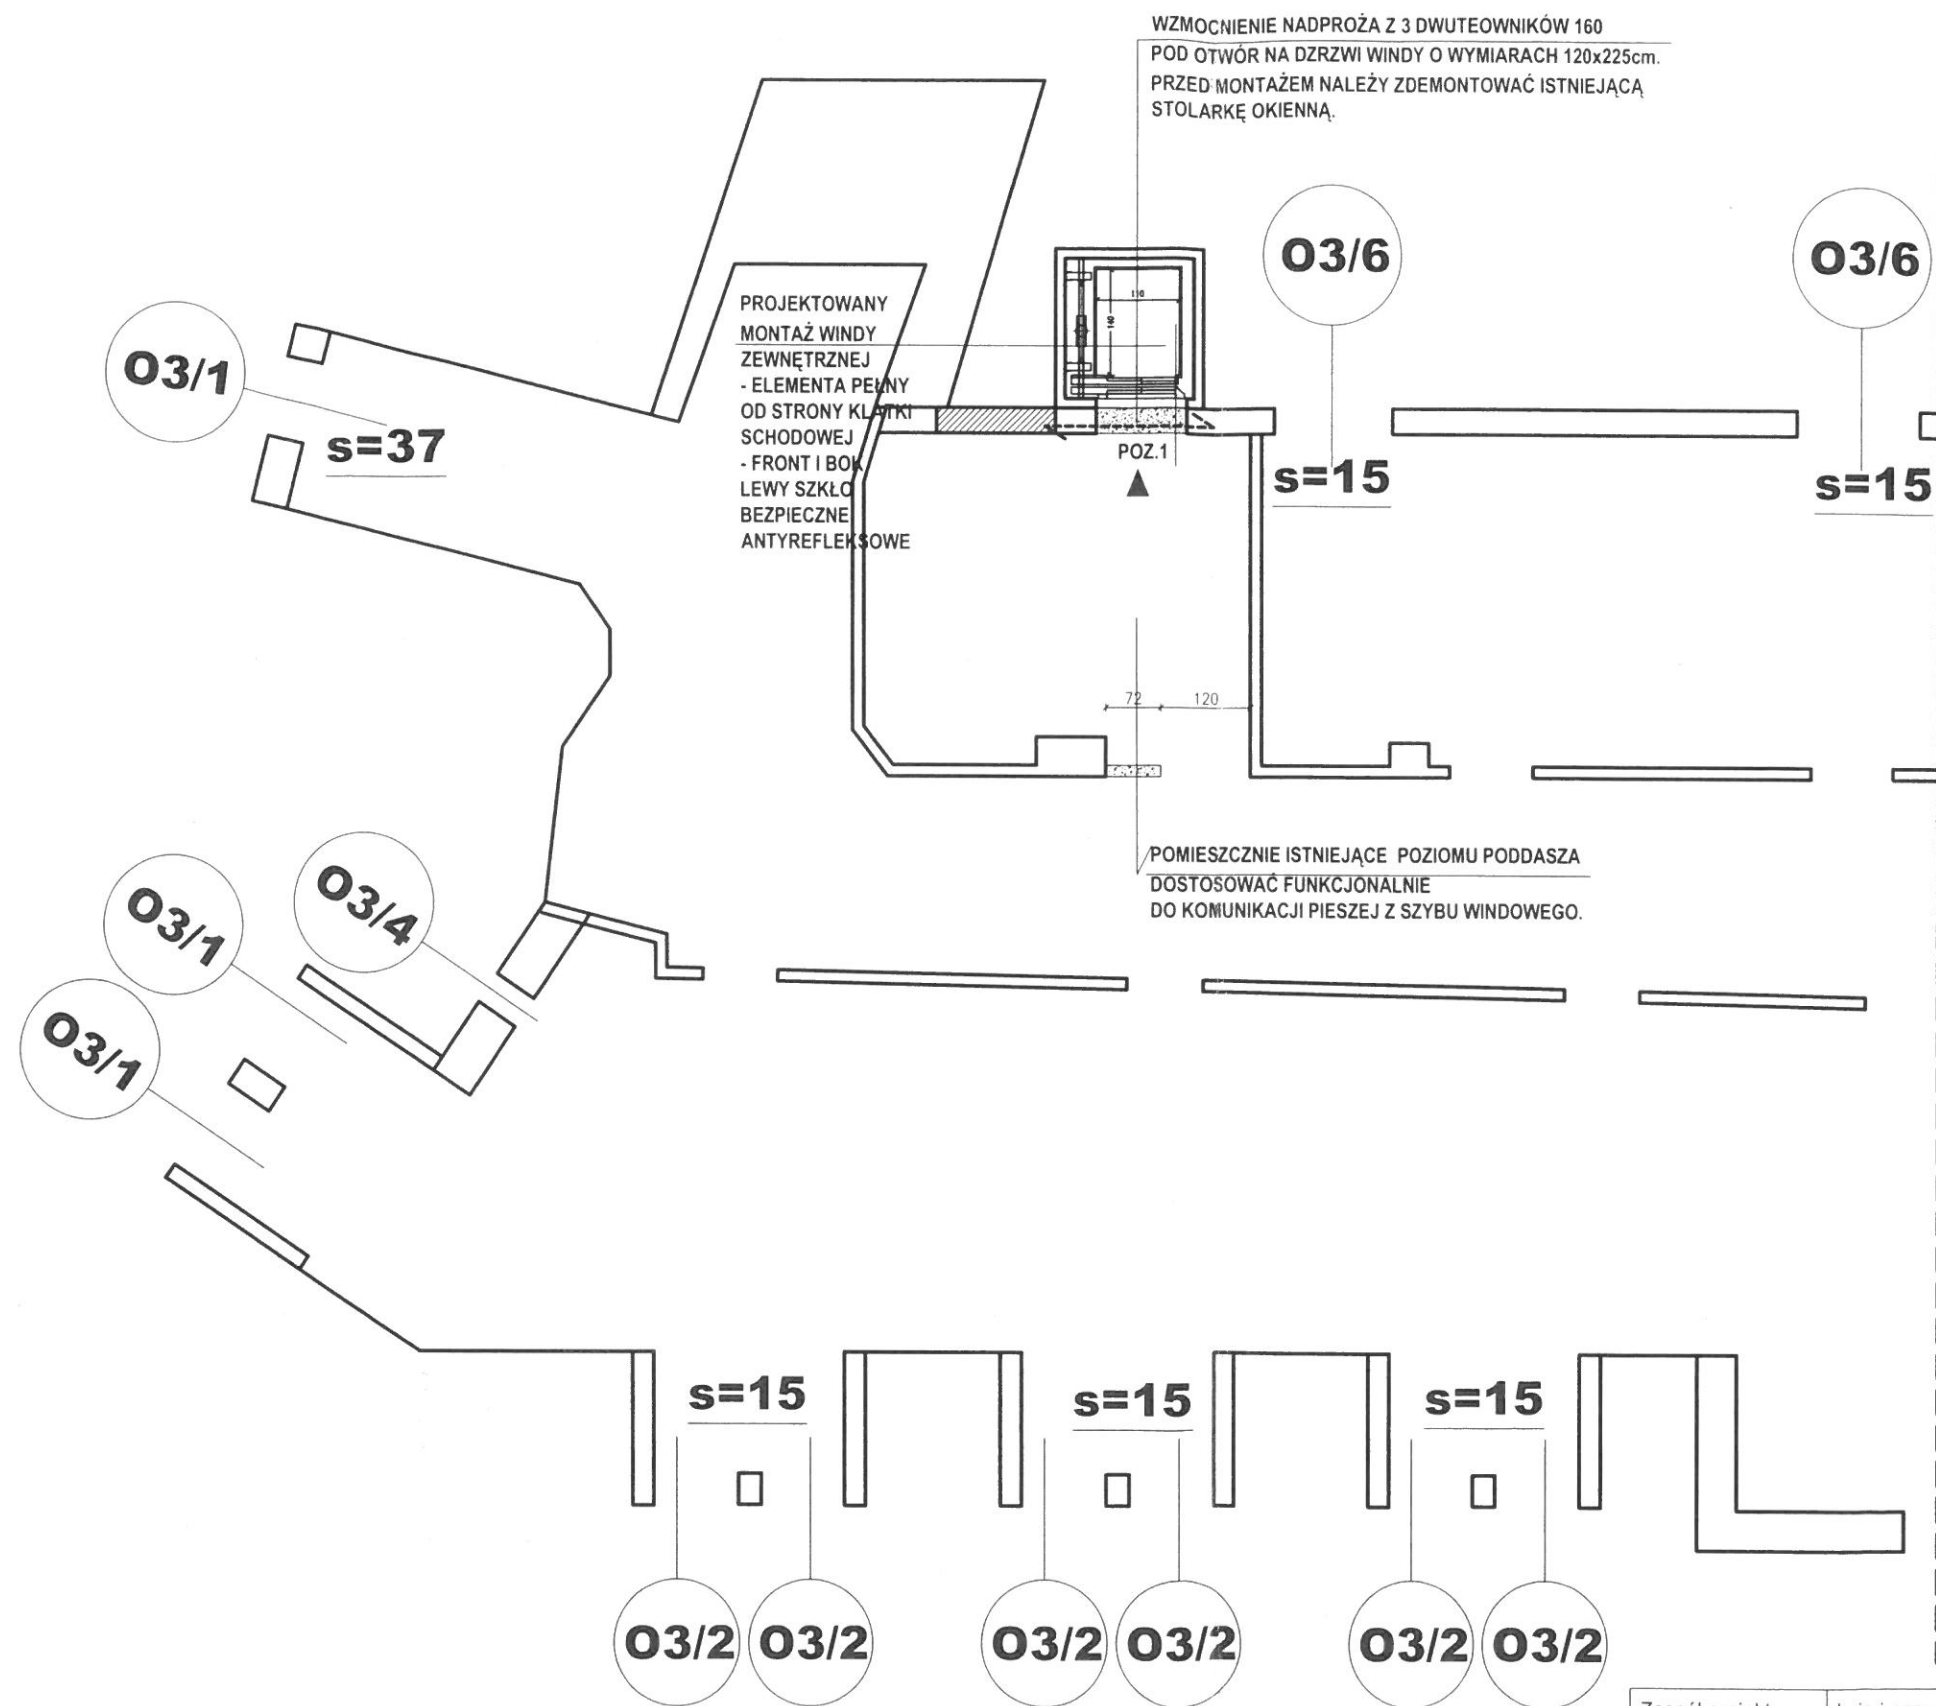 WZMOCNIENIE NADPROŻA Z 3 DWUTEOWNIKÓW 160
POD OTWÓR NA DZRZWI WINDY O WYMIARACH 120x225cm.
PRZED MONTAŻEM NALEŻY ZDEMONTOWAĆ ISTNIEJĄCĄ
STOLARKĘ OKIENNĄ.
O3/6
O3/6
PROJEKTOWANY
MONTAŻ WINDY
ZEWNĘTRZNEJ
- ELEMENTA PEŁNY
OD STRONY KLATKI
SCHODOWEJ
- FRONT I BOK
LEWY SZKŁO
BEZPIECZNE
ANTYREFLEKSOWE
110
140
O3/1
s=37
POZ.1
s=15
s=15
72
120
POMIESZCZNIE ISTNIEJĄCE POZIOMU PODDASZA
DOSTOSOWAĆ FUNKCJONALNIE
DO KOMUNIKACJI PIESZEJ Z SZYBU WINDOWEGO.
O3/1
O3/4
O3/1
s=15
s=15
s=15
O3/2
O3/2
O3/2
O3/2
O3/2
O3/2